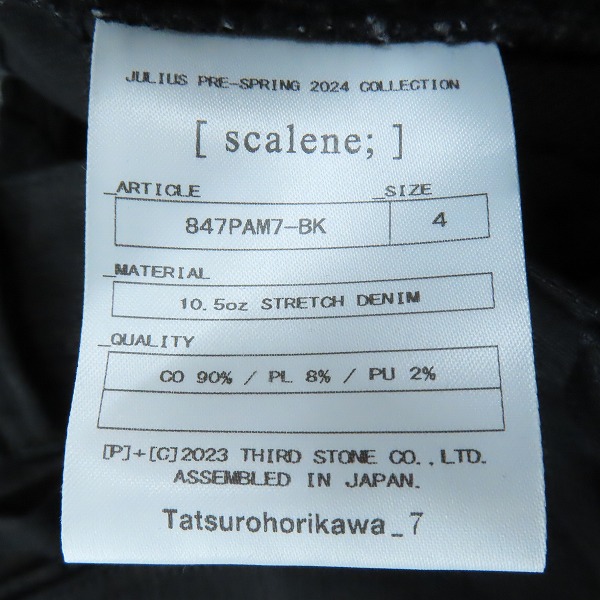 JULIUS PRE-SPRING 2024 COLLECTION
[ scalene; ]
_ARTICLE _SIZE
847PAM7-BK 4
_MATERIAL
10.5oz STRETCH DENIM
_QUALITY
CO 90% / PL 8% / PU 2%
[P]+[C]2023 THIRD STONE CO.,LTD.
ASSEMBLED IN JAPAN.
Tatsurohorikawa_7